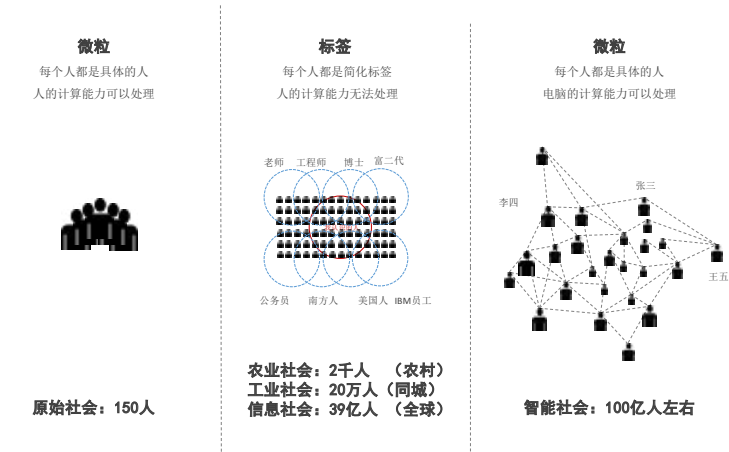 微粒
每个人都是具体的人
人的计算能力可以处理
原始社会：150人
标签
每个人都是简化标签
人的计算能力无法处理
老师 工程师 博士 富二代
公务员 南方人 美国人 IBM员工
农业社会：2千人 （农村）
工业社会：20万人（同城）
信息社会：39亿人 （全球）
微粒
每个人都是具体的人
电脑的计算能力可以处理
张三
李四
王五
智能社会：100亿人左右